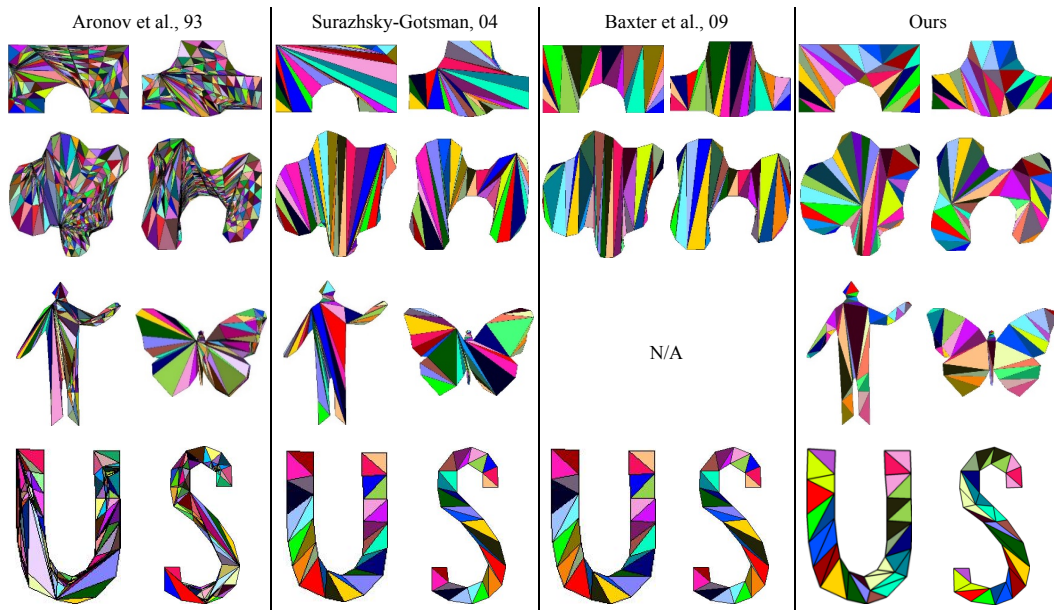 Aronov et al., 93
Surazhsky-Gotsman, 04
Baxter et al., 09
Ours
N/A